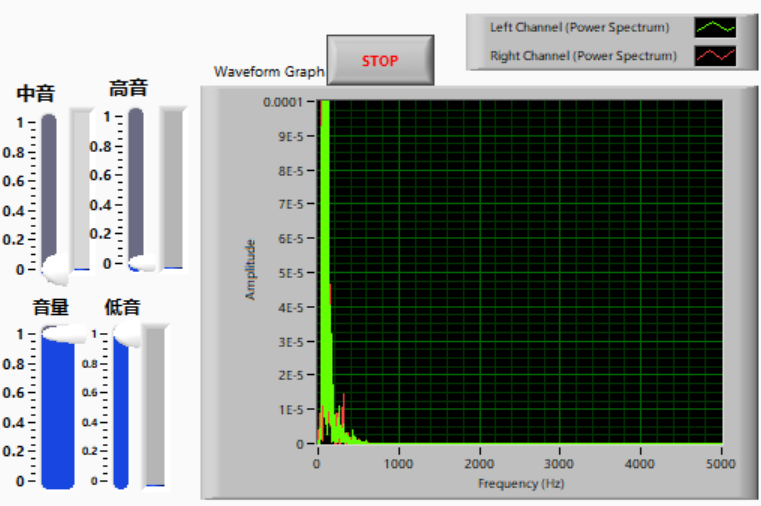 Left Channel (Power Spectrum)
Right Channel (Power Spectrum)
STOP
Waveform Graph
中音
高音
1
0.8
0.6
0.4
0.2
0
1
0.8
0.6
0.4
0.2
0
音量
低音
1
0.8
0.6
0.4
0.2
0
1
0.8
0.6
0.4
0.2
0
Amplitude
0.0001
9E-5
8E-5
7E-5
6E-5
5E-5
4E-5
3E-5
2E-5
1E-5
0
0 1000 2000 3000 4000 5000
Frequency (Hz)